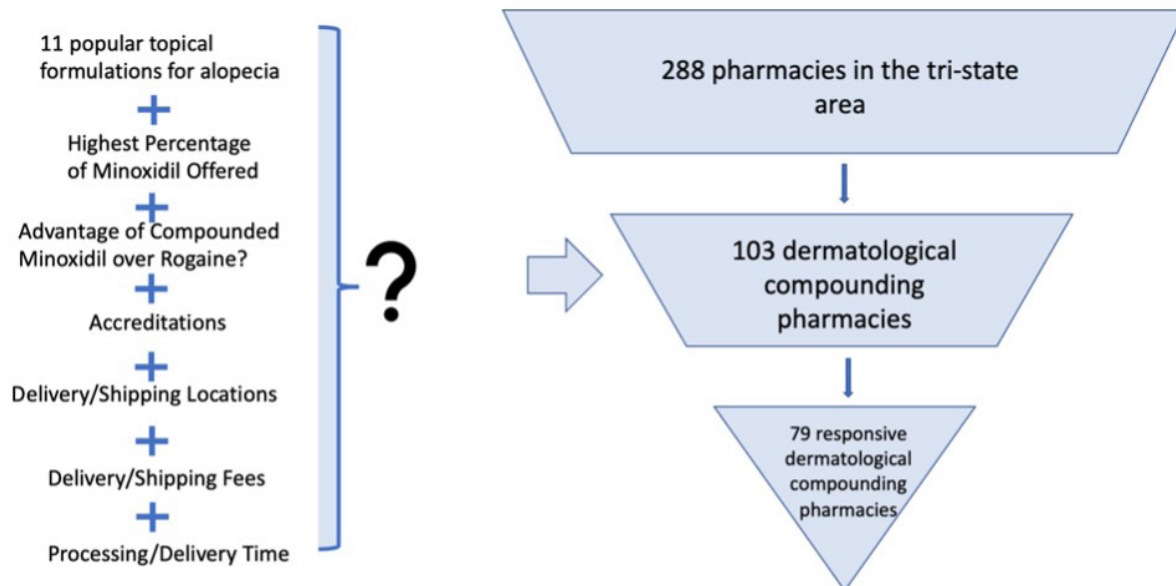 11 popular topical
formulations for alopecia
+
Highest Percentage
of Minoxidil Offered
+
Advantage of Compounded
Minoxidil over Rogaine?
+
Accreditations
+
Delivery/Shipping Locations
+
Delivery/Shipping Fees
+
Processing/Delivery Time
?
288 pharmacies in the tri-state
area
103 dermatological
compounding
pharmacies
79 responsive
dermatological
compounding
pharmacies